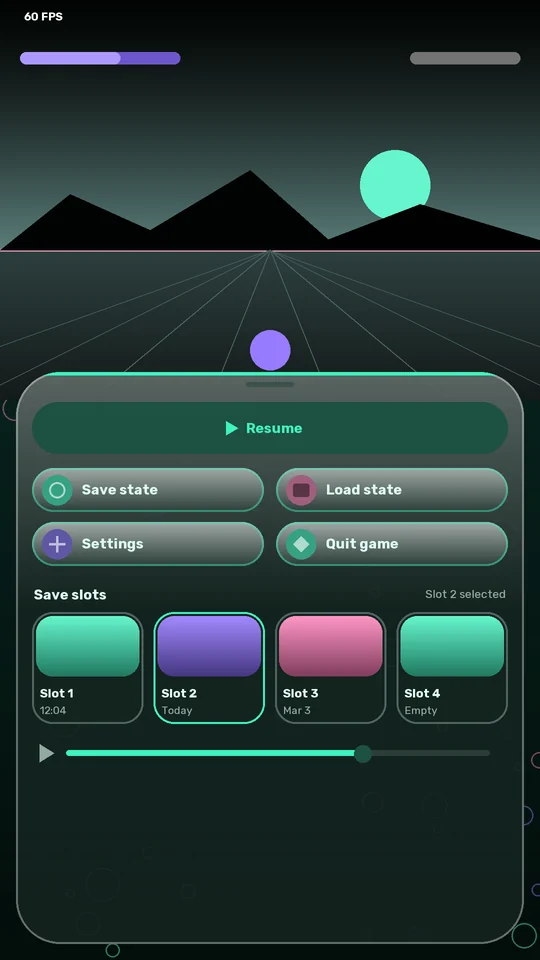 60 FPS
Resume
Save state
Load state
Settings
Quit game
Save slots
Slot 2 selected
Slot 1
12:04
Slot 2
Today
Slot 3
Mar 3
Slot 4
Empty